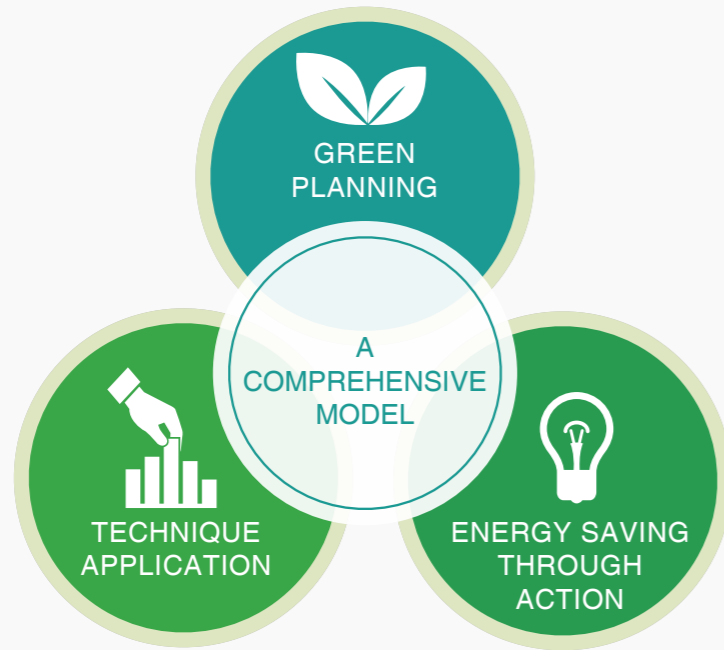 GREEN
PLANNING
A
COMPREHENSIVE
MODEL
TECHNIQUE
APPLICATION
ENERGY SAVING
THROUGH
ACTION